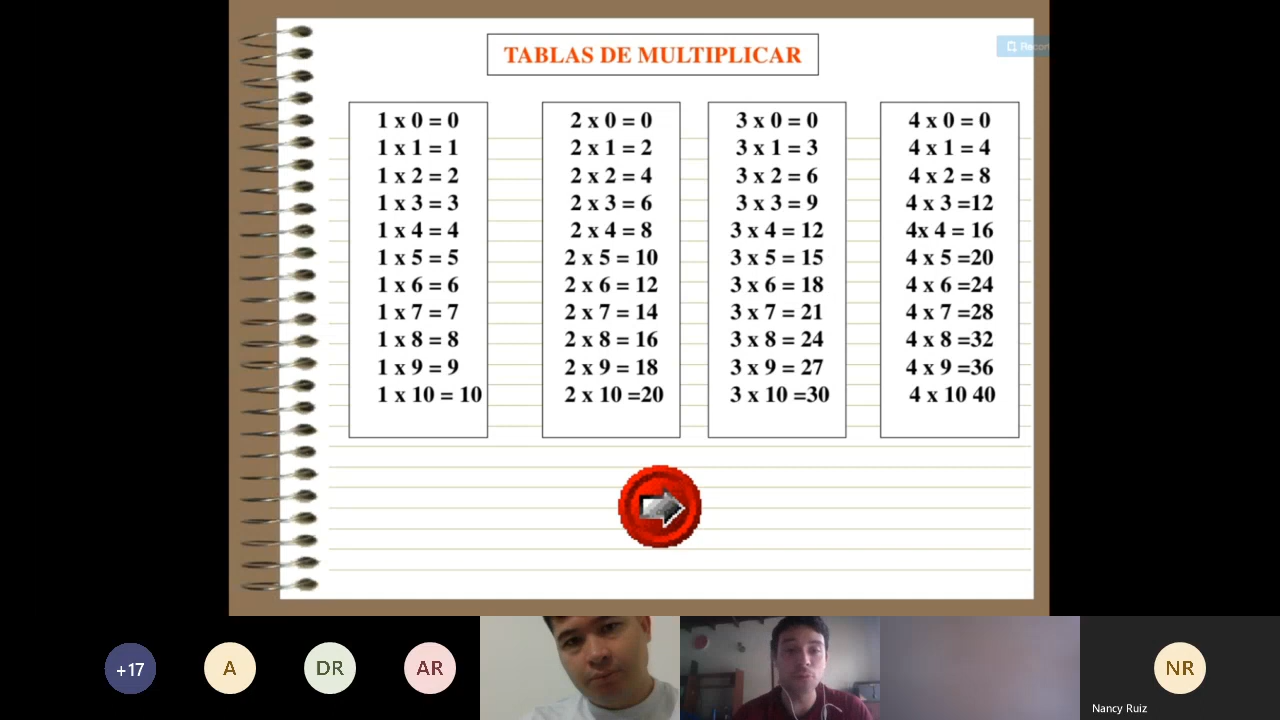 TABLAS DE MULTIPLICAR
Recon
1 x 0 = 0
1 x 1 = 1
1 x 2 = 2
1 x 3 = 3
1 x 4 = 4
1 x 5 = 5
1 x 6 = 6
1 x 7 = 7
1 x 8 = 8
1 x 9 = 9
1 x 10 = 10
2 x 0 = 0
2 x 1 = 2
2 x 2 = 4
2 x 3 = 6
2 x 4 = 8
2 x 5 = 10
2 x 6 = 12
2 x 7 = 14
2 x 8 = 16
2 x 9 = 18
2 x 10 =20
3 x 0 = 0
3 x 1 = 3
3 x 2 = 6
3 x 3 = 9
3 x 4 = 12
3 x 5 = 15
3 x 6 = 18
3 x 7 = 21
3 x 8 = 24
3 x 9 = 27
3 x 10 =30
4 x 0 = 0
4 x 1 = 4
4 x 2 = 8
4 x 3 =12
4x 4 = 16
4 x 5 =20
4 x 6 =24
4 x 7 =28
4 x 8 =32
4 x 9 =36
4 x 10 40
+17
A
DR
AR
NR
Nancy Ruiz